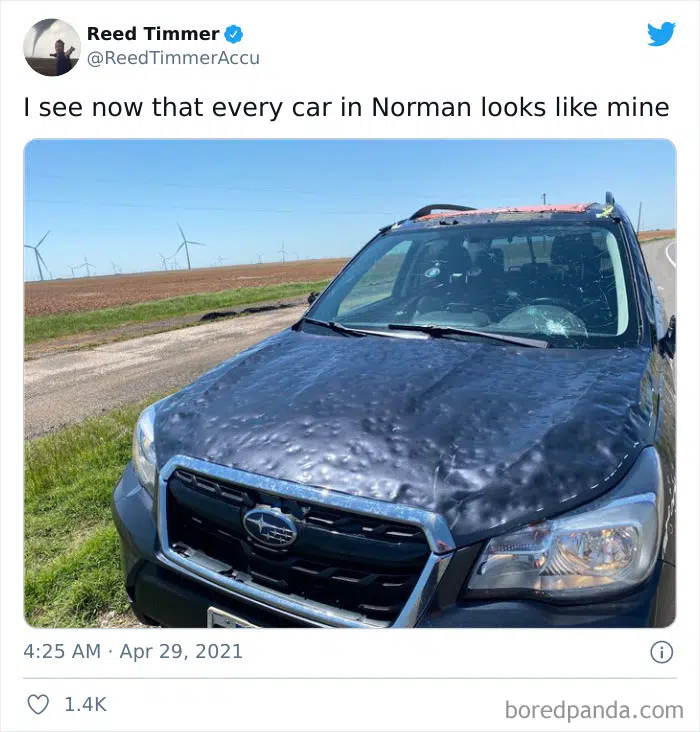 Reed Timmer
@ReedTimmerAccu
I see now that every car in Norman looks like mine
4:25 AM · Apr 29, 2021
1.4K
boredpanda.com